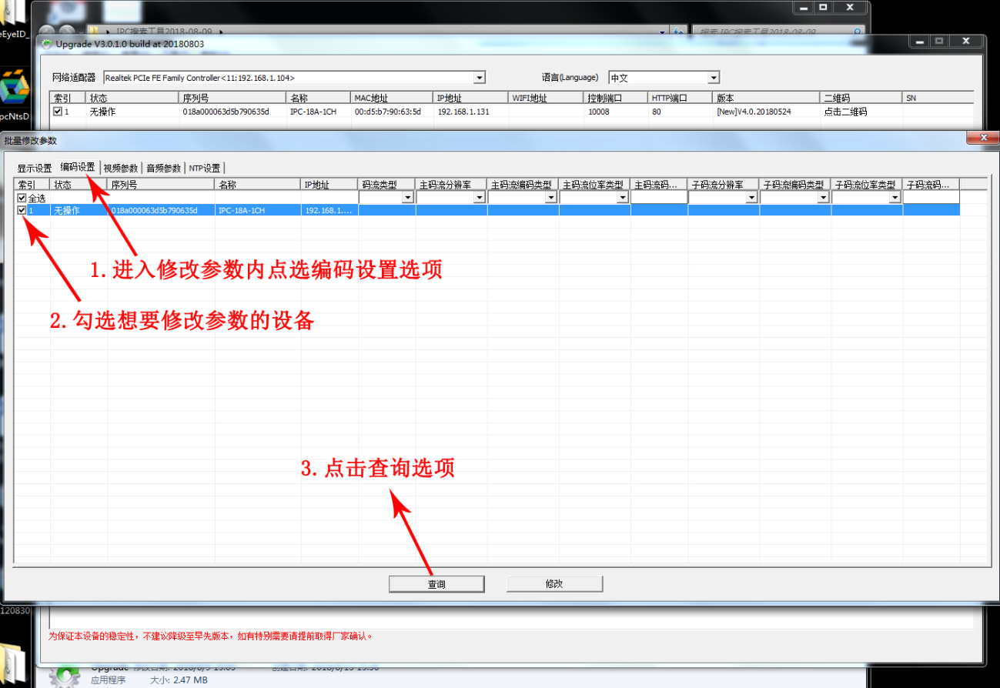 eEyeID_
IPC搜索工具2018-08-09
搜索 IPC搜索工具2018-08-09
Upgrade V3.0.1.0 build at 20180803
网络适配器 Realtek PCIe FE Family Controller<11:192.168.1.104> 语言(Language) 中文
索引 状态 序列号 名称 MAC地址 IP地址 WIFI地址 控制端口 HTTP端口 版本 二维码 SN
1 无操作 018a000063d5b790635d IPC-18A-1CH 00:d5:b7:90:63:5d 192.168.1.131 10008 80 [New]V4.0.20180524 点击二维码
pcNtsD
批量修改参数
显示设置 编码设置 视频参数 音频参数 NTP设置
索引 状态 序列号 名称 IP地址 码流类型 主码流分辨率 主码流编码类型 主码流位率类型 主码流码... 子码流分辨率 子码流编码类型 子码流位率类型 子码流码...
全选
1 无操作 018a000063d5b790635d IPC-18A-1CH 192.168.1....
1.进入修改参数内点选编码设置选项
2.勾选想要修改参数的设备
3.点击查询选项
查询 修改
120830
为保证本设备的稳定性，不建议降级至早先版本，如有特别需要请提前取得厂家确认。
Upgrade 修改日期: 2018/8/9 15:05 创建日期: 2018/8/15 15:50
应用程序 大小: 2.47 MB